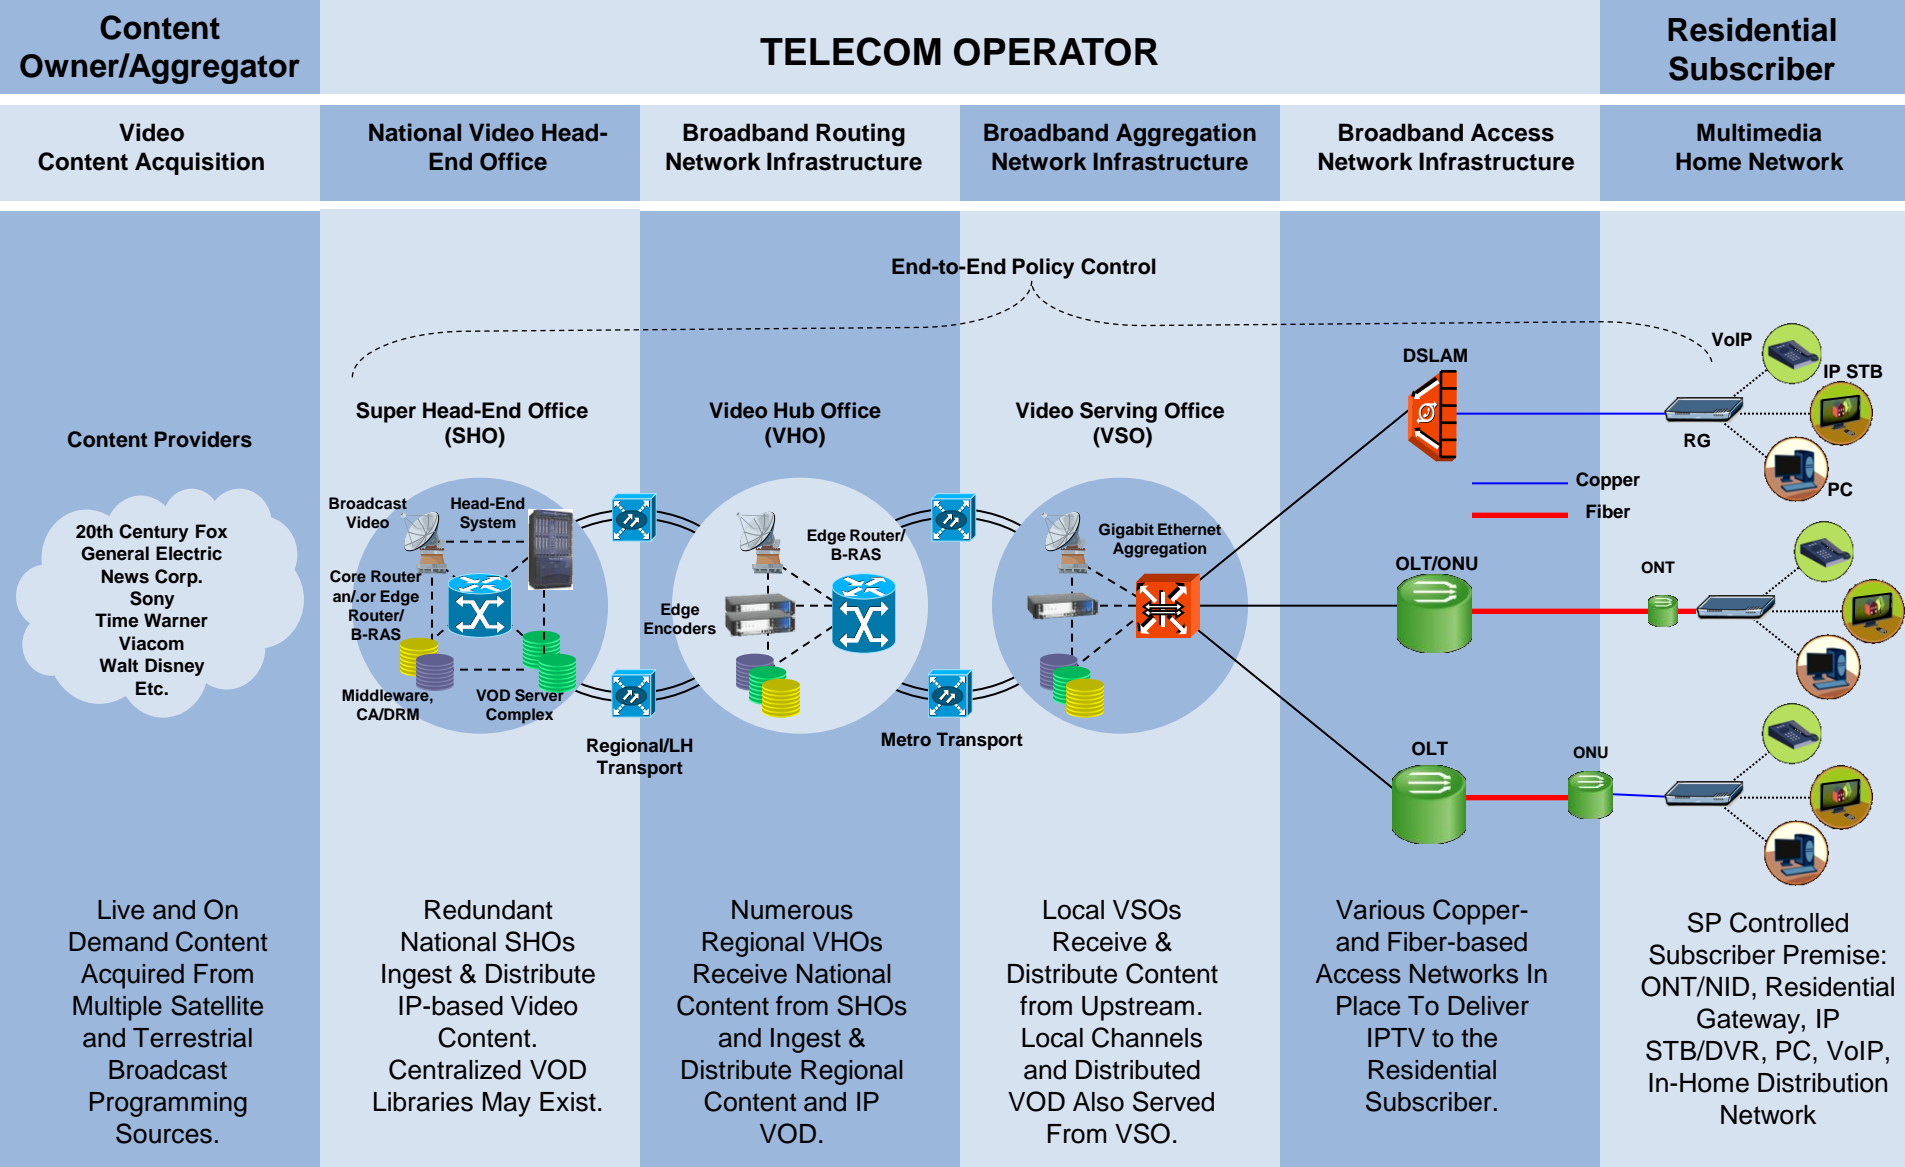 Content
Owner/Aggregator
TELECOM OPERATOR
Residential
Subscriber
Video
Content Acquisition
National Video Head-
End Office
Broadband Routing
Network Infrastructure
Broadband Aggregation
Network Infrastructure
Broadband Access
Network Infrastructure
Multimedia
Home Network
End-to-End Policy Control
Content Providers
20th Century Fox
General Electric
News Corp.
Sony
Time Warner
Viacom
Walt Disney
Etc.
Super Head-End Office
(SHO)
Broadcast
Video
Head-End
System
Core Router
an/.or Edge
Router/
B-RAS
Middleware,
CA/DRM
VOD Server
Complex
Regional/LH
Transport
Video Hub Office
(VHO)
Edge Router/
B-RAS
Edge
Encoders
Metro Transport
Video Serving Office
(VSO)
Gigabit Ethernet
Aggregation
DSLAM
Copper
Fiber
OLT/ONU
ONT
OLT
ONU
VoIP
IP STB
RG
PC
Live and On
Demand Content
Acquired From
Multiple Satellite
and Terrestrial
Broadcast
Programming
Sources.
Redundant
National SHOs
Ingest & Distribute
IP-based Video
Content.
Centralized VOD
Libraries May Exist.
Numerous
Regional VHOs
Receive National
Content from SHOs
and Ingest &
Distribute Regional
Content and IP
VOD.
Local VSOs
Receive &
Distribute Content
from Upstream.
Local Channels
and Distributed
VOD Also Served
From VSO.
Various Copper-
and Fiber-based
Access Networks In
Place To Deliver
IPTV to the
Residential
Subscriber.
SP Controlled
Subscriber Premise:
ONT/NID, Residential
Gateway, IP
STB/DVR, PC, VoIP,
In-Home Distribution
Network